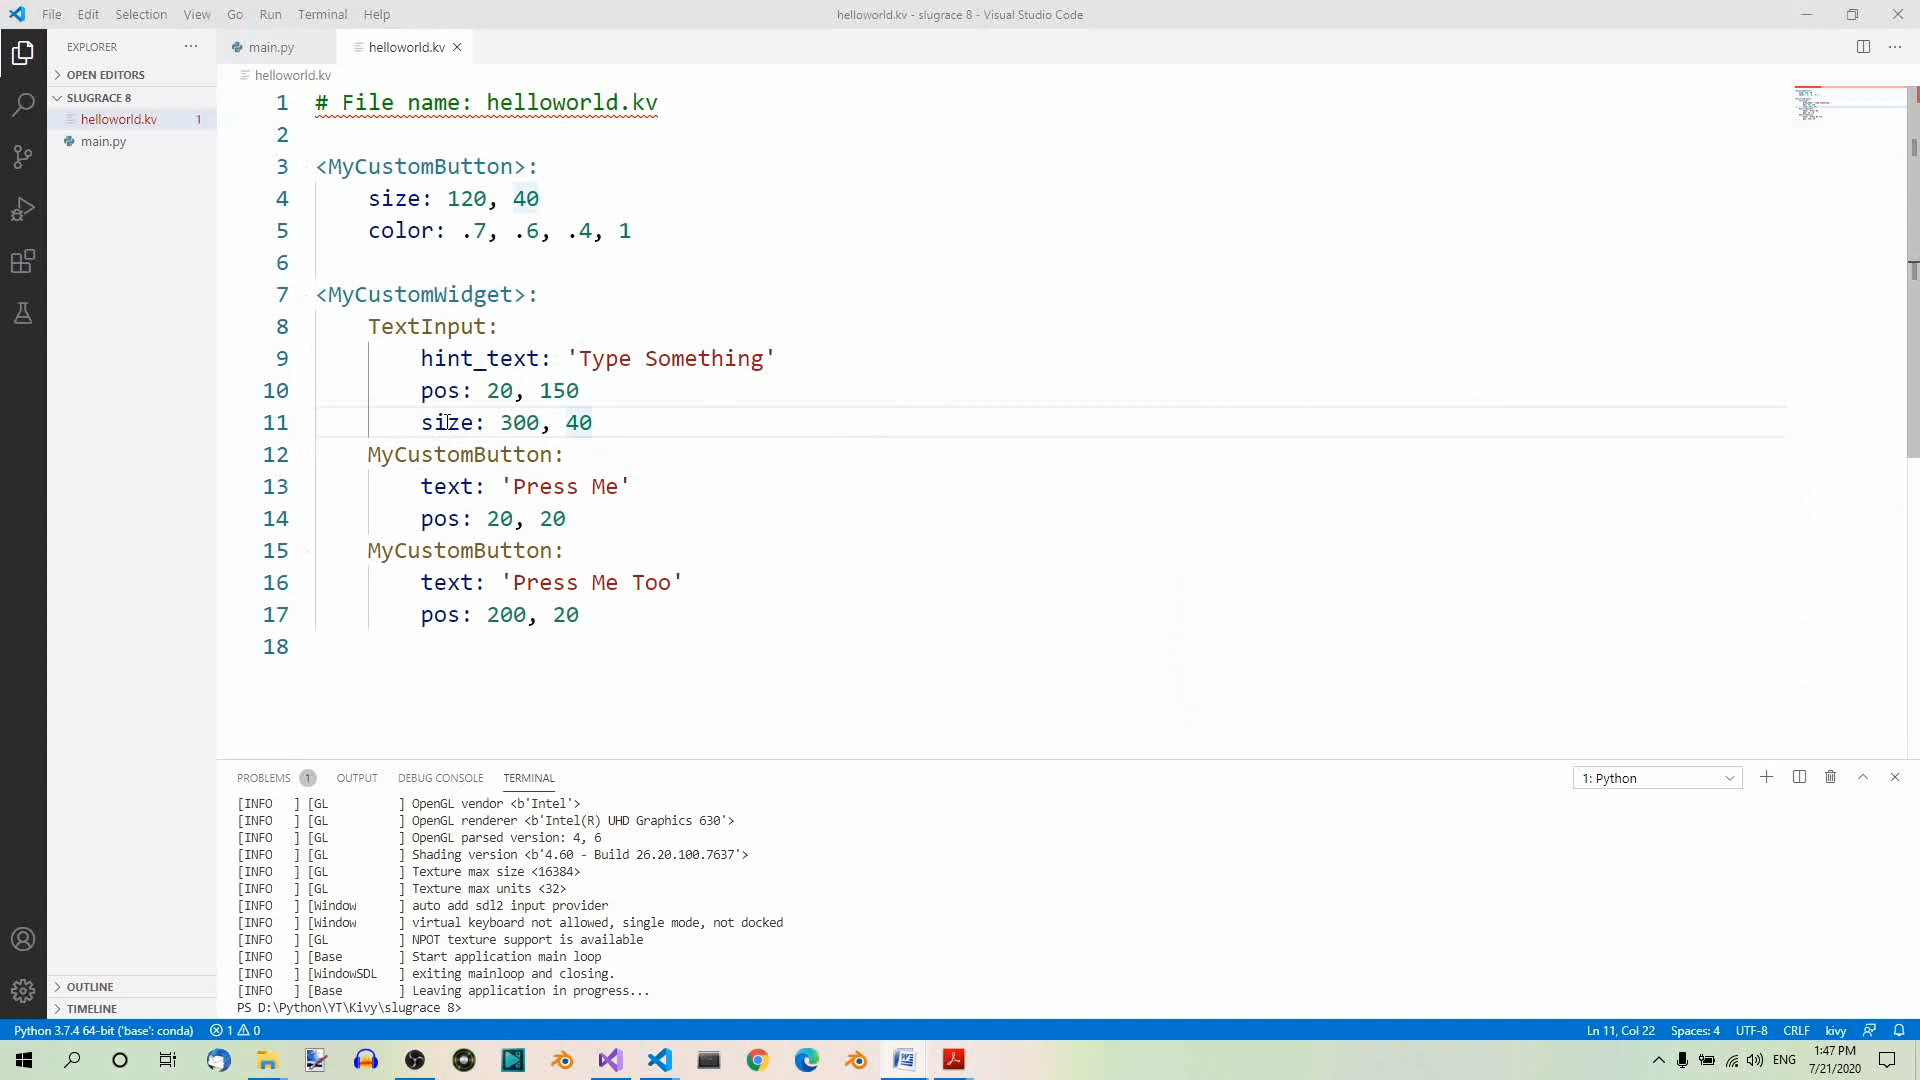 File Edit Selection View Go Run Terminal Help
helloworld.kv - slugrace 8 - Visual Studio Code
EXPLORER
OPEN EDITORS
SLUGRACE 8
helloworld.kv 1
main.py
OUTLINE
TIMELINE
main.py helloworld.kv
helloworld.kv
1 # File name: helloworld.kv
2
3 <MyCustomButton>:
4 size: 120, 40
5 color: .7, .6, .4, 1
6
7 <MyCustomWidget>:
8 TextInput:
9 hint_text: 'Type Something'
10 pos: 20, 150
11 size: 300, 40
12 MyCustomButton:
13 text: 'Press Me'
14 pos: 20, 20
15 MyCustomButton:
16 text: 'Press Me Too'
17 pos: 200, 20
18
PROBLEMS 1 OUTPUT DEBUG CONSOLE TERMINAL
1: Python
[INFO   ] [GL          ] OpenGL vendor <b'Intel'>
[INFO   ] [GL          ] OpenGL renderer <b'Intel(R) UHD Graphics 630'>
[INFO   ] [GL          ] OpenGL parsed version: 4, 6
[INFO   ] [GL          ] Shading version <b'4.60 - Build 26.20.100.7637'>
[INFO   ] [GL          ] Texture max size <16384>
[INFO   ] [GL          ] Texture max units <32>
[INFO   ] [Window      ] auto add sdl2 input provider
[INFO   ] [Window      ] virtual keyboard not allowed, single mode, not docked
[INFO   ] [GL          ] NPOT texture support is available
[INFO   ] [Base        ] Start application main loop
[INFO   ] [WindowSDL   ] exiting mainloop and closing.
[INFO   ] [Base        ] Leaving application in progress...
PS D:\Python\YT\Kivy\slugrace 8>
Python 3.7.4 64-bit ('base': conda) 1 0
Ln 11, Col 22 Spaces: 4 UTF-8 CRLF kivy
ENG
1:47 PM
7/21/2020